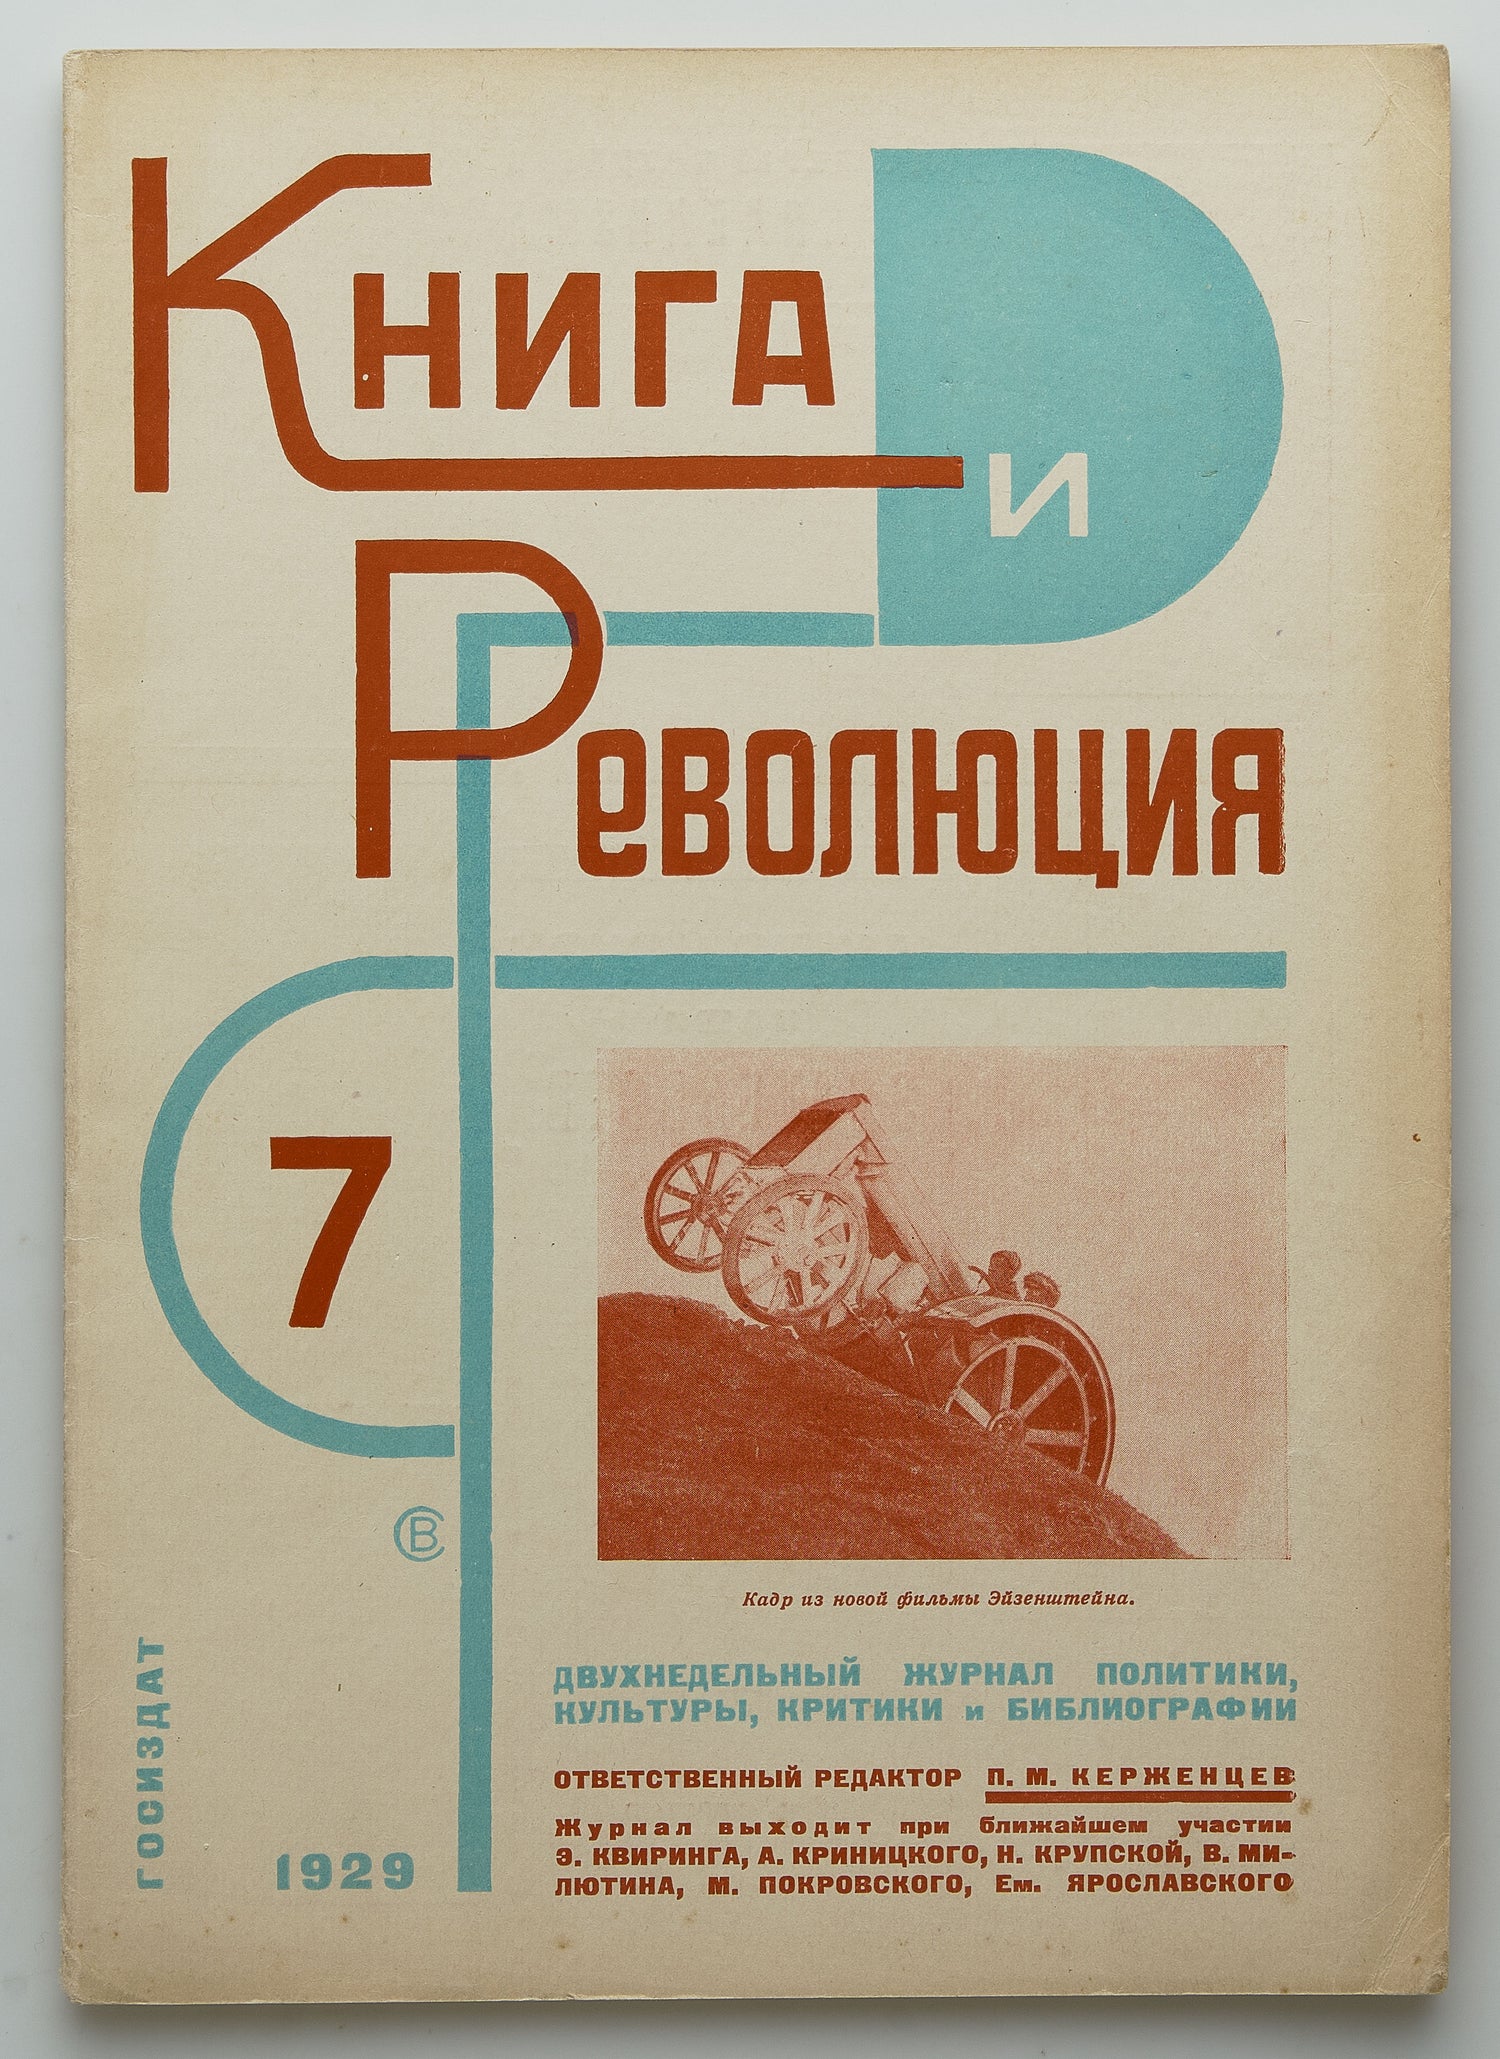 Книга
и
Революция
7
СВ
Кадр из новой фильмы Эйзенштейна.
ДВУХНЕДЕЛЬНЫЙ ЖУРНАЛ ПОЛИТИКИ,
КУЛЬТУРЫ, КРИТИКИ и БИБЛИОГРАФИИ
ОТВЕТСТВЕННЫЙ РЕДАКТОР П. М. КЕРЖЕНЦЕВ
Журнал выходит при ближайшем участии
Э. КВИРИНГА, А. КРИНИЦКОГО, Н. КРУПСКОЙ, В. МИ-
ЛЮТИНА, М. ПОКРОВСКОГО, Ем. ЯРОСЛАВСКОГО
ГОСИЗДАТ
1929